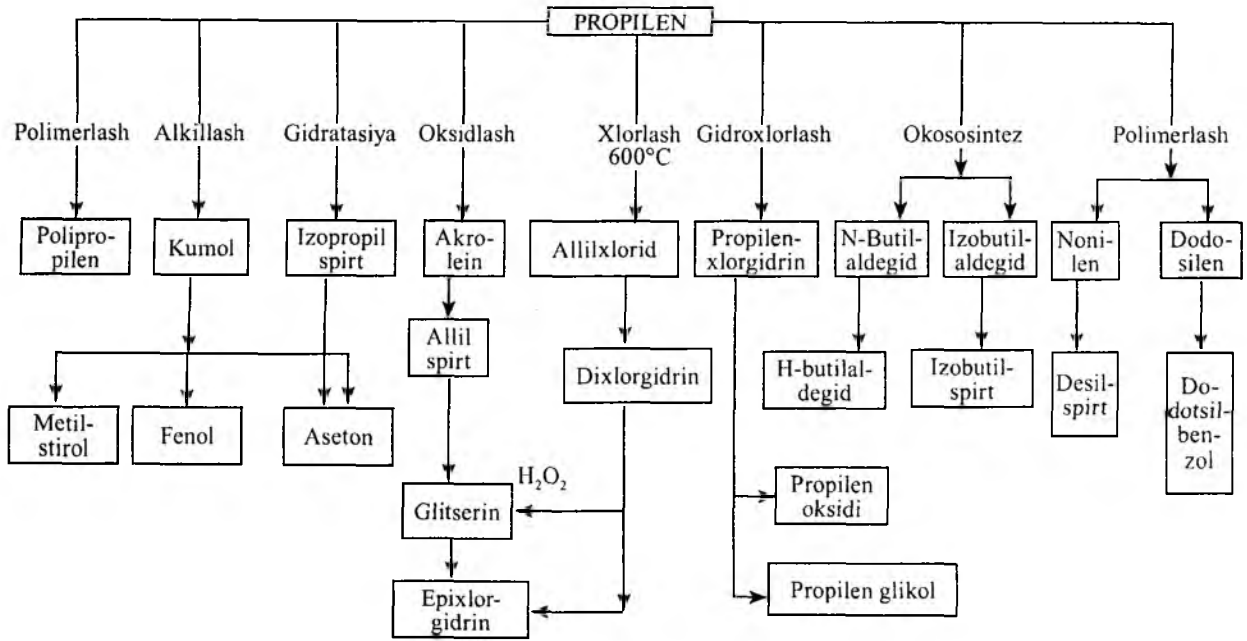 PROPILEN
Polimerlash
Alkillash
Gidratasiya
Oksidlash
Xlorlash
600°C
Gidroxlorlash
Okososintez
Polimerlash
Polipro-
pilen
Kumol
Izopropil
spirt
Akro-
lein
Allilxlorid
Propilen-
xlorgidrin
N-Butil-
aldegid
Izobutil-
aldegid
Noni-
len
Dodo-
silen
Allil
spirt
Dixlorgidrin
H-butilal-
degid
Izobutil-
spirt
Desil-
spirt
Do-
dotsil-
ben-
zol
Metil-
stirol
Fenol
Aseton
H₂O₂
Glitserin
Propilen
oksidi
Epixlor-
gidrin
Propilen glikol